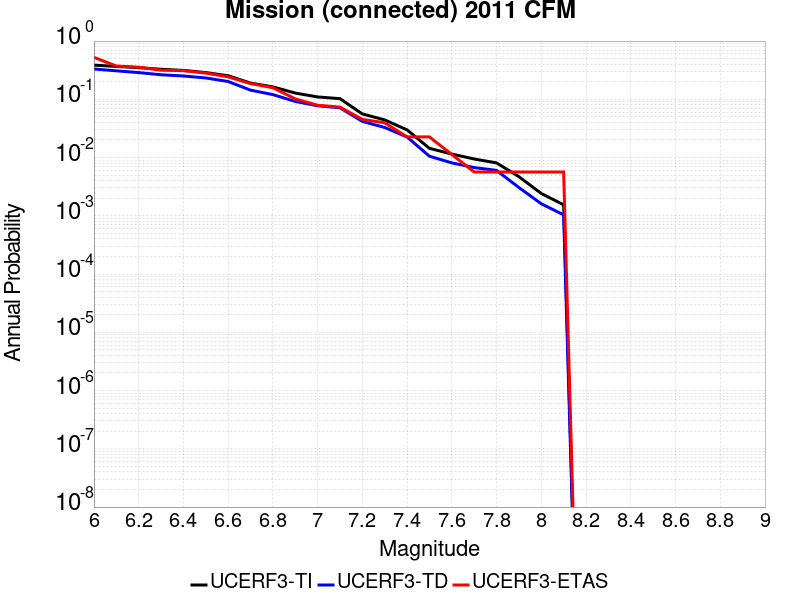 Mission (connected) 2011 CFM
10^0
10^-1
10^-2
10^-3
10^-4
10^-5
10^-6
10^-7
10^-8
Annual Probability
6 6.2 6.4 6.6 6.8 7 7.2 7.4 7.6 7.8 8 8.2 8.4 8.6 8.8 9
Magnitude
UCERF3-TI UCERF3-TD UCERF3-ETAS